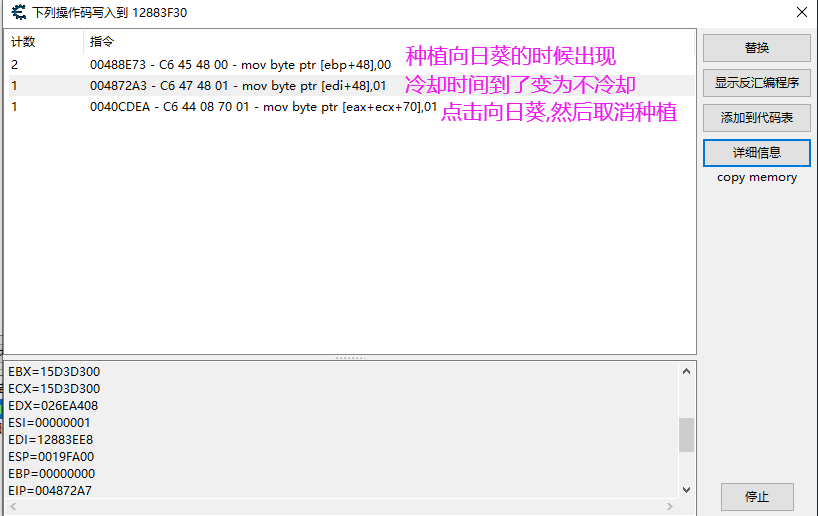 下列操作码写入到 12883F30
计数 指令
2 00488E73 - C6 45 48 00 - mov byte ptr [ebp+48],00 种植向日葵的时候出现
1 004872A3 - C6 47 48 01 - mov byte ptr [edi+48],01 冷却时间到了变为不冷却
1 0040CDEA - C6 44 08 70 01 - mov byte ptr [eax+ecx+70],01 点击向日葵,然后取消种植
替换
显示反汇编程序
添加到代码表
详细信息
copy memory
EBX=15D3D300
ECX=15D3D300
EDX=026EA408
ESI=00000001
EDI=12883EE8
ESP=0019FA00
EBP=00000000
EIP=004872A7
停止